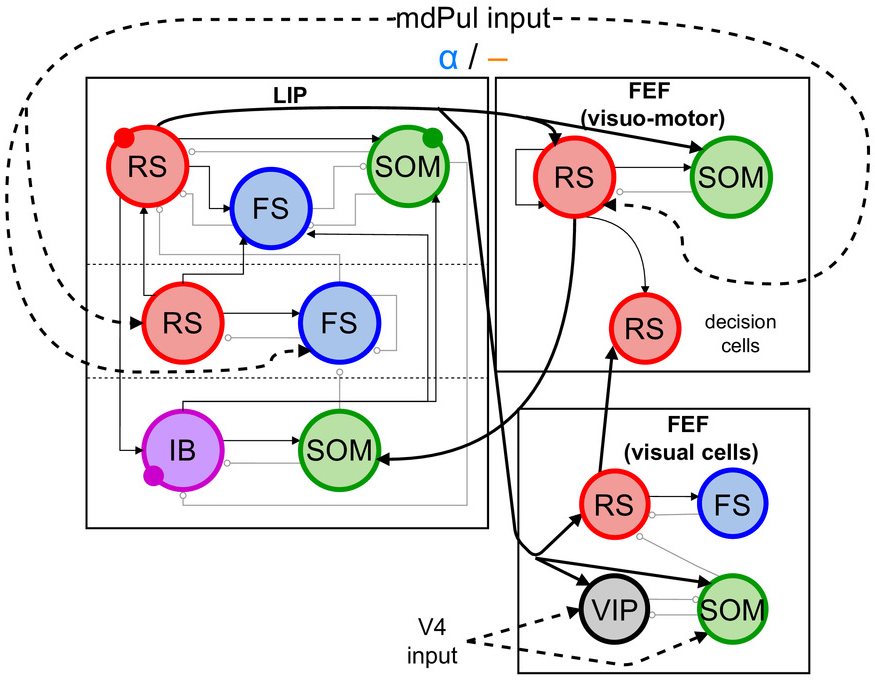 mdPul input
α / –
LIP
FEF
(visuo-motor)
RS
SOM
FS
RS
SOM
RS
FS
RS
decision
cells
IB
SOM
FEF
(visual cells)
RS
FS
VIP
SOM
V4
input